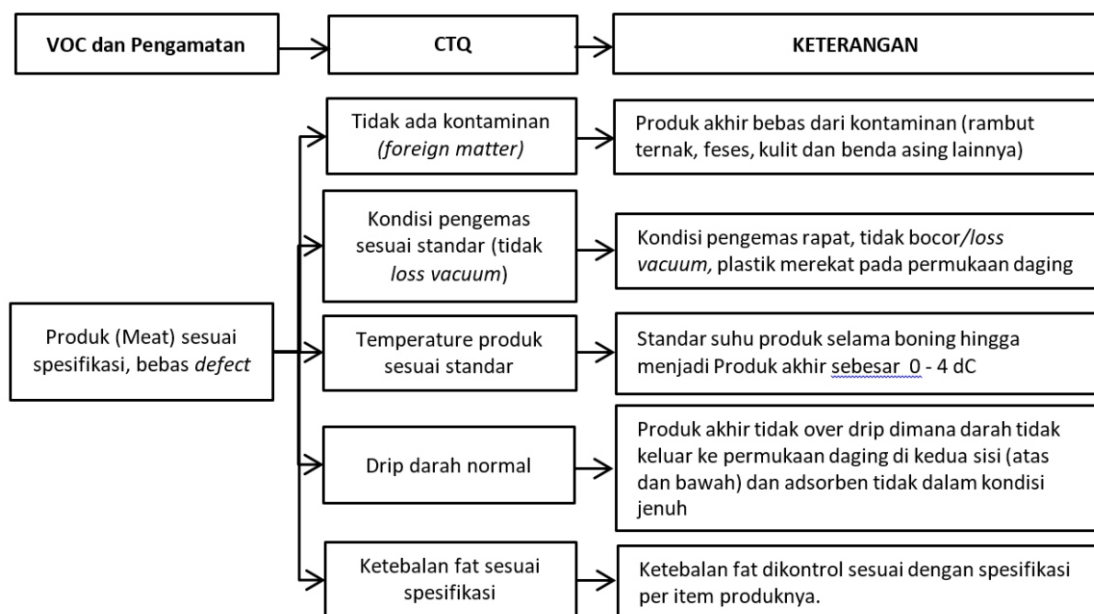 VOC dan Pengamatan
CTQ
KETERANGAN
Tidak ada kontaminan
(foreign matter)
Produk akhir bebas dari kontaminan (rambut
ternak, feses, kulit dan benda asing lainnya)
Kondisi pengemas
sesuai standar (tidak
loss vacuum)
Kondisi pengemas rapat, tidak bocor/loss
vacuum, plastik merekat pada permukaan daging
Produk (Meat) sesuai
spesifikasi, bebas defect
Temperature produk
sesuai standar
Standar suhu produk selama boning hingga
menjadi Produk akhir sebesar 0 - 4 dC
Drip darah normal
Produk akhir tidak over drip dimana darah tidak
keluar ke permukaan daging di kedua sisi (atas
dan bawah) dan adsorben tidak dalam kondisi
jenuh
Ketebalan fat sesuai
spesifikasi
Ketebalan fat dikontrol sesuai dengan spesifikasi
per item produknya.